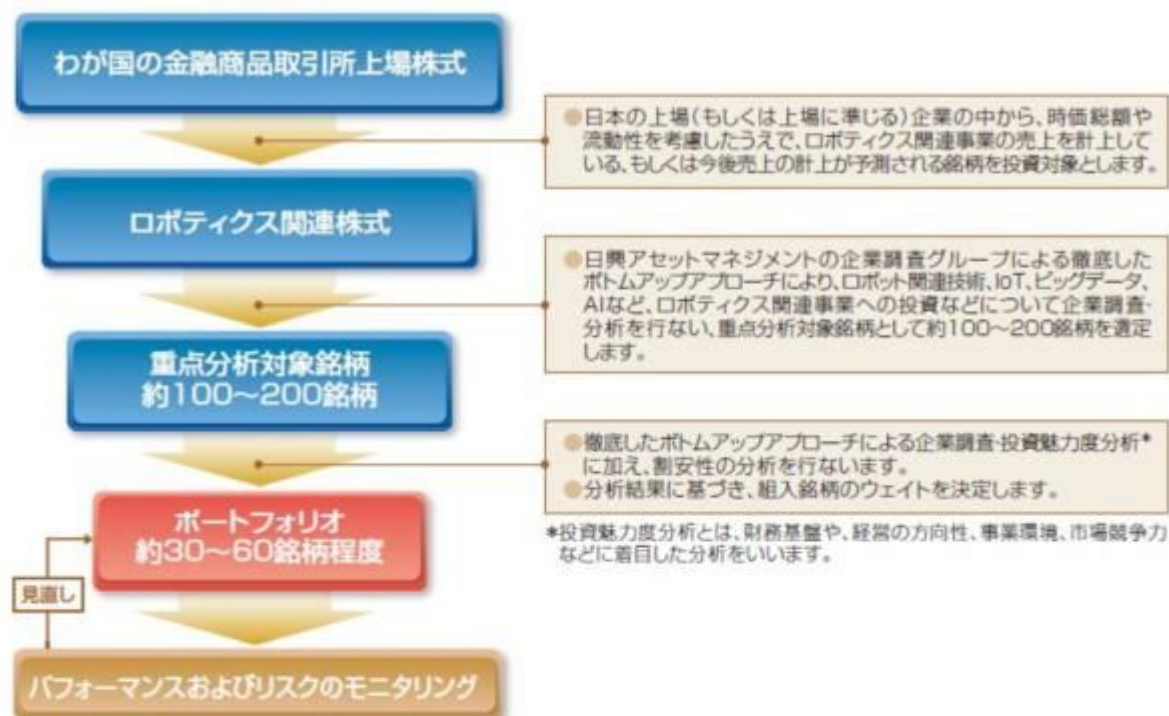 わが国の金融商品取引所上場株式
●日本の上場(もしくは上場に準じる)企業の中から、時価総額や
流動性を考慮したうえで、ロボティクス関連事業の売上を計上して
いる、もしくは今後売上の計上が予測される銘柄を投資対象とします。
ロボティクス関連株式
●日興アセットマネジメントの企業調査グループによる徹底した
ボトムアップアプローチにより、ロボット関連技術、IoT、ビッグデータ、
AIなど、ロボティクス関連事業への投資などについて企業調査・
分析を行ない、重点分析対象銘柄として約100～200銘柄を選定
します。
重点分析対象銘柄
約100～200銘柄
●徹底したボトムアップアプローチによる企業調査・投資魅力度分析*
に加え、割安性の分析を行ないます。
●分析結果に基づき、組入銘柄のウェイトを決定します。
*投資魅力度分析とは、財務基盤や、経営の方向性、事業環境、市場競争力
などに着目した分析をいいます。
ポートフォリオ
約30～60銘柄程度
見直し
パフォーマンスおよびリスクのモニタリング